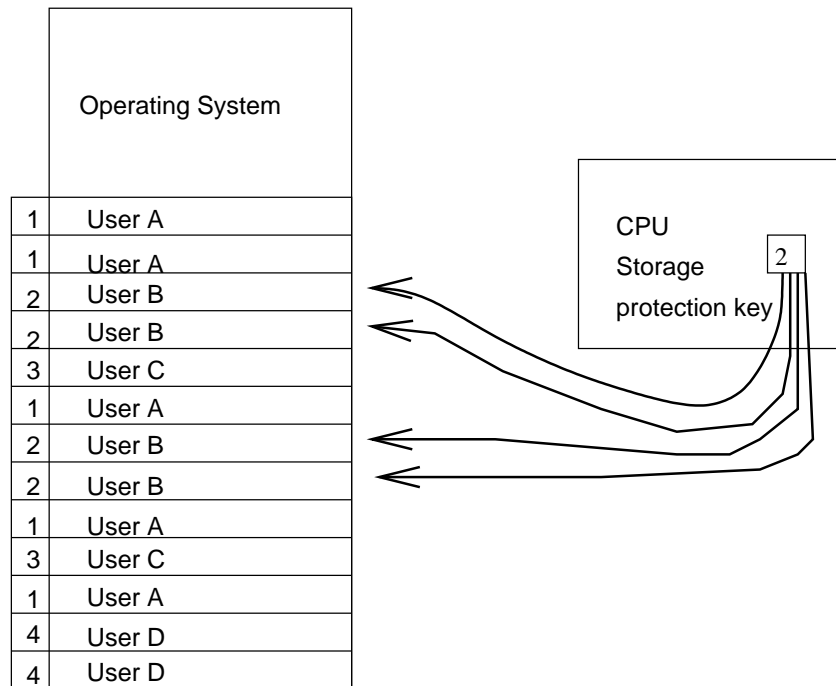 Operating System
1 User A
1 User A
2 User B
2 User B
3 User C
1 User A
2 User B
2 User B
1 User A
3 User C
1 User A
4 User D
4 User D
CPU
2
Storage
protection key